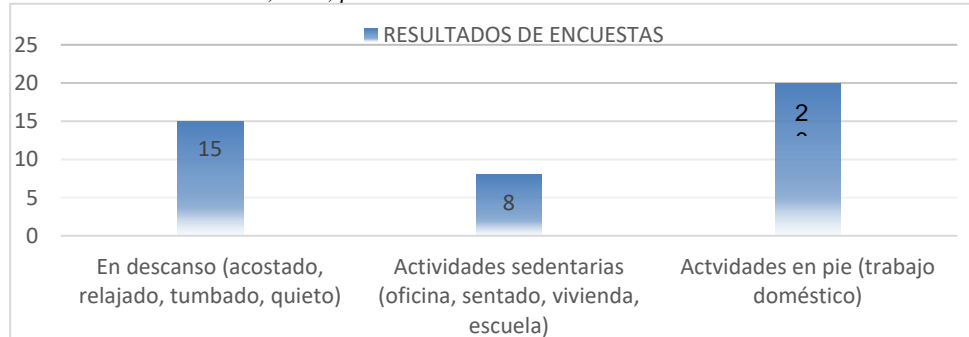 RESULTADOS DE ENCUESTAS
25
20
15
10
5
0
15
8
2
En descanso (acostado,
relajado, tumbado, quieto)
Actividades sedentarias
(oficina, sentado, vivienda,
escuela)
Actvidades en pie (trabajo
doméstico)